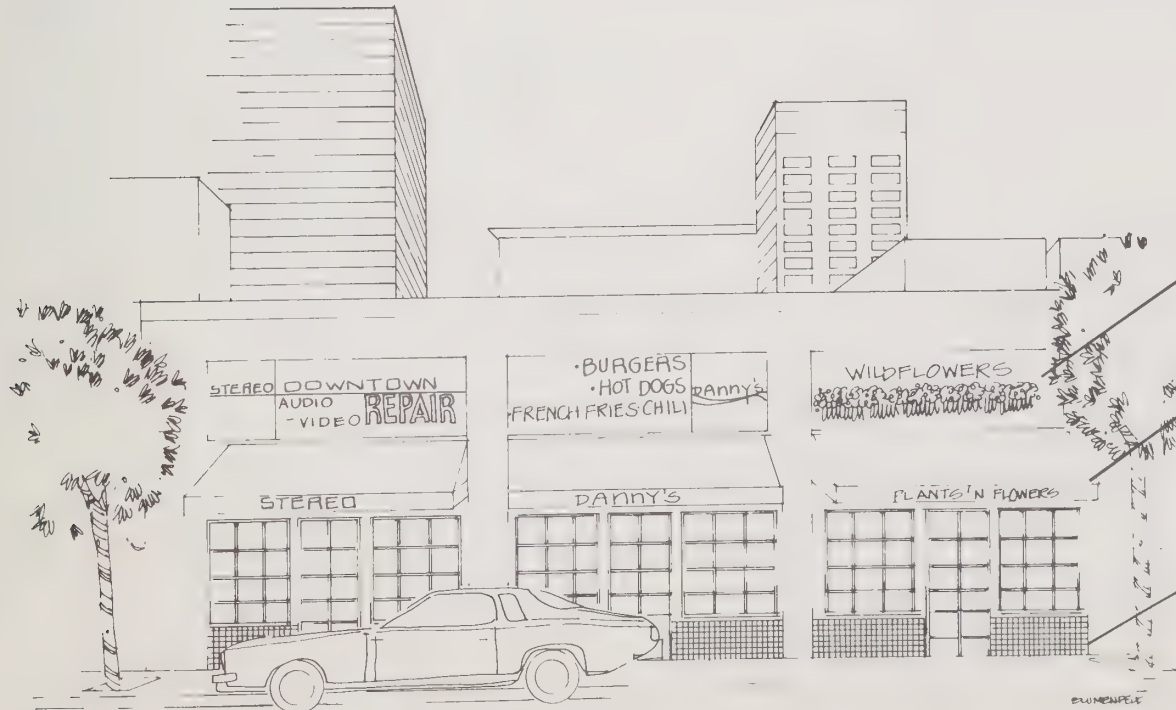 STEREO
DOWNTOWN
AUDIO
-VIDEO REPAIR
•BURGERS
•HOT DOGS
•FRENCH FRIES•CHILI
Danny's
WILDFLOWERS
STEREO
DANNY'S
PLANTS 'N FLOWERS